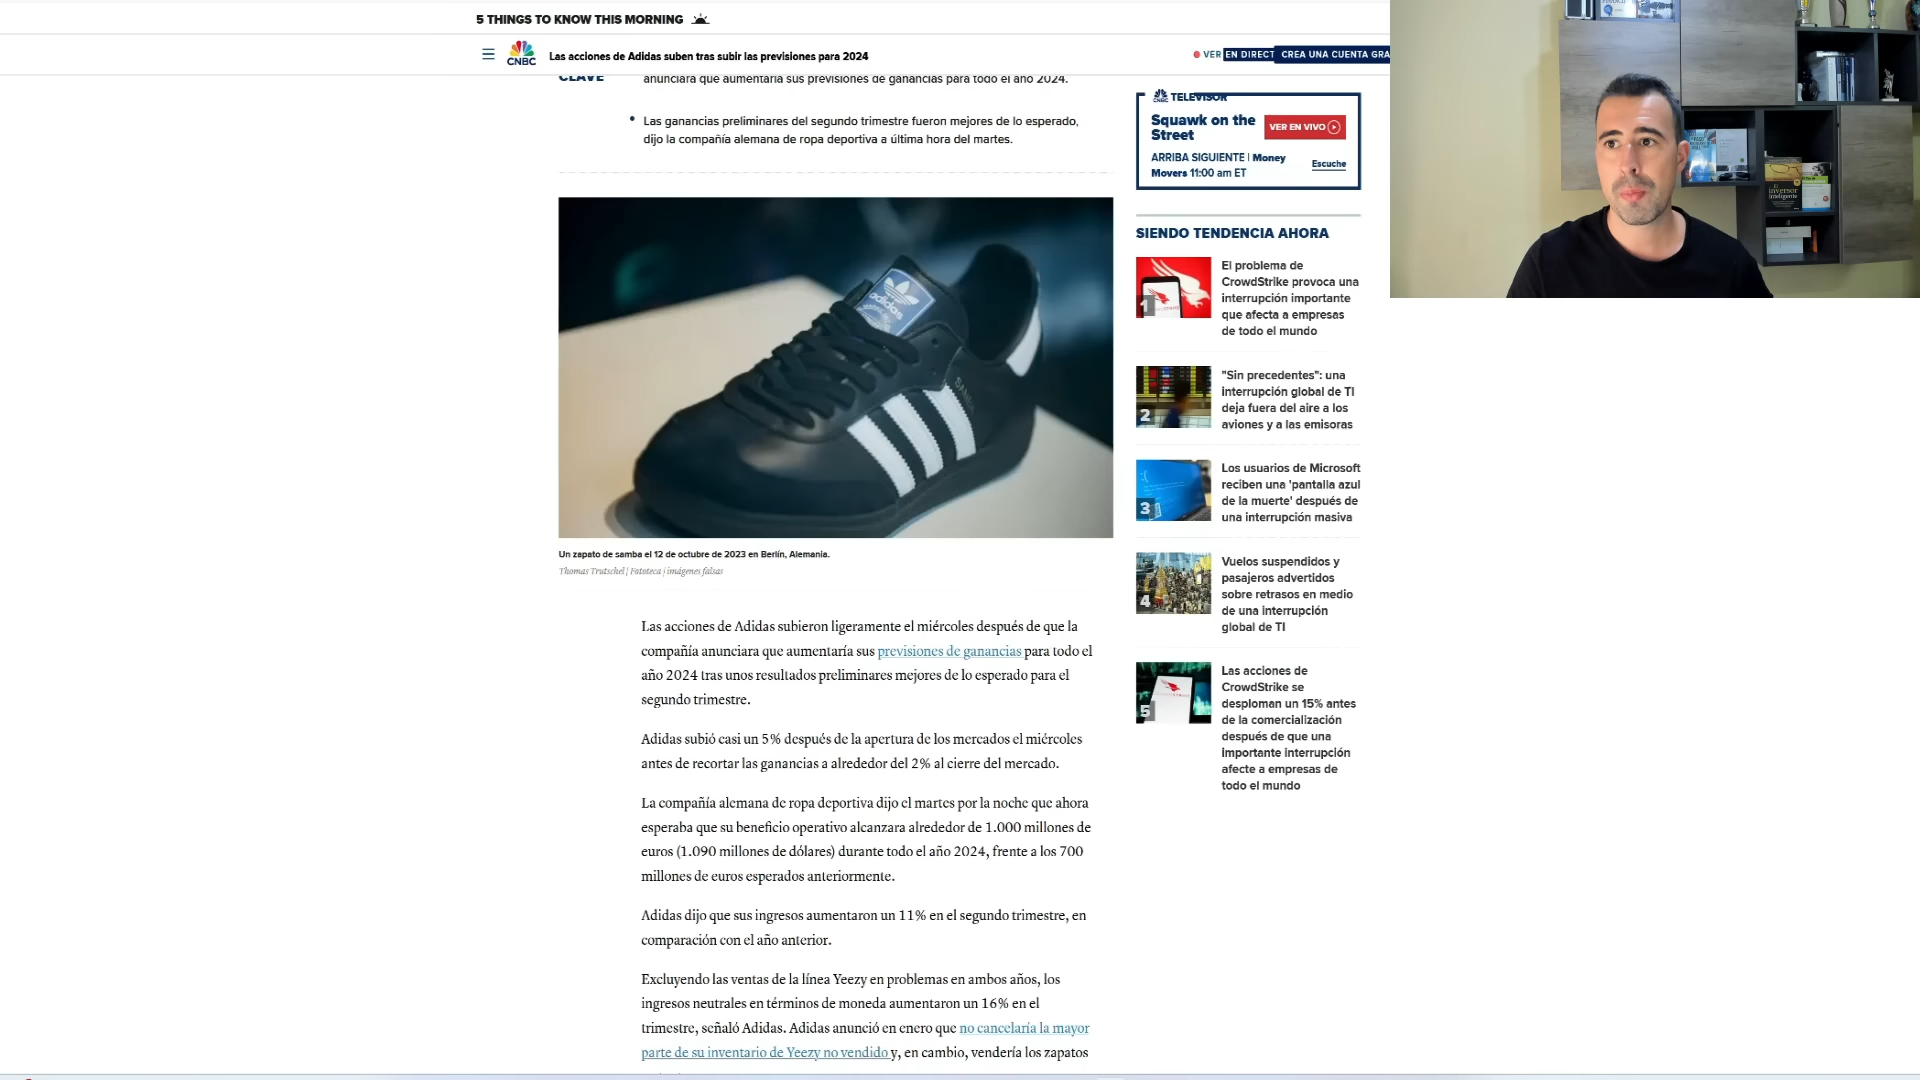 5 THINGS TO KNOW THIS MORNING
CNBC
Las acciones de Adidas suben tras subir las previsiones para 2024
VER EN DIRECT
CREA UNA CUENTA GRA
CLAVE
anunciara que aumentaría sus previsiones de ganancias para todo el año 2024.
• Las ganancias preliminares del segundo trimestre fueron mejores de lo esperado,
dijo la compañía alemana de ropa deportiva a última hora del martes.
adidas
Un zapato de samba el 12 de octubre de 2023 en Berlín, Alemania.
Thomas Trutschel | Fototeca | imágenes falsas
Las acciones de Adidas subieron ligeramente el miércoles después de que la
compañía anunciara que aumentaría sus previsiones de ganancias para todo el
año 2024 tras unos resultados preliminares mejores de lo esperado para el
segundo trimestre.
Adidas subió casi un 5% después de la apertura de los mercados el miércoles
antes de recortar las ganancias a alrededor del 2% al cierre del mercado.
La compañía alemana de ropa deportiva dijo el martes por la noche que ahora
esperaba que su beneficio operativo alcanzara alrededor de 1.000 millones de
euros (1.090 millones de dólares) durante todo el año 2024, frente a los 700
millones de euros esperados anteriormente.
Adidas dijo que sus ingresos aumentaron un 11% en el segundo trimestre, en
comparación con el año anterior.
Excluyendo las ventas de la línea Yeezy en problemas en ambos años, los
ingresos neutrales en términos de moneda aumentaron un 16% en el
trimestre, señaló Adidas. Adidas anunció en enero que no cancelaría la mayor
parte de su inventario de Yeezy no vendido y, en cambio, vendería los zapatos
CNBC TELEVISOR
Squawk on the
Street
VER EN VIVO
ARRIBA SIGUIENTE | Money
Movers 11:00 am ET
Escuche
SIENDO TENDENCIA AHORA
1
El problema de
CrowdStrike provoca una
interrupción importante
que afecta a empresas
de todo el mundo
2
"Sin precedentes": una
interrupción global de TI
deja fuera del aire a los
aviones y a las emisoras
3
Los usuarios de Microsoft
reciben una 'pantalla azul
de la muerte' después de
una interrupción masiva
4
Vuelos suspendidos y
pasajeros advertidos
sobre retrasos en medio
de una interrupción
global de TI
5
Las acciones de
CrowdStrike se
desploman un 15% antes
de la comercialización
después de que una
importante interrupción
afecte a empresas de
todo el mundo
El
inversor
inteligente